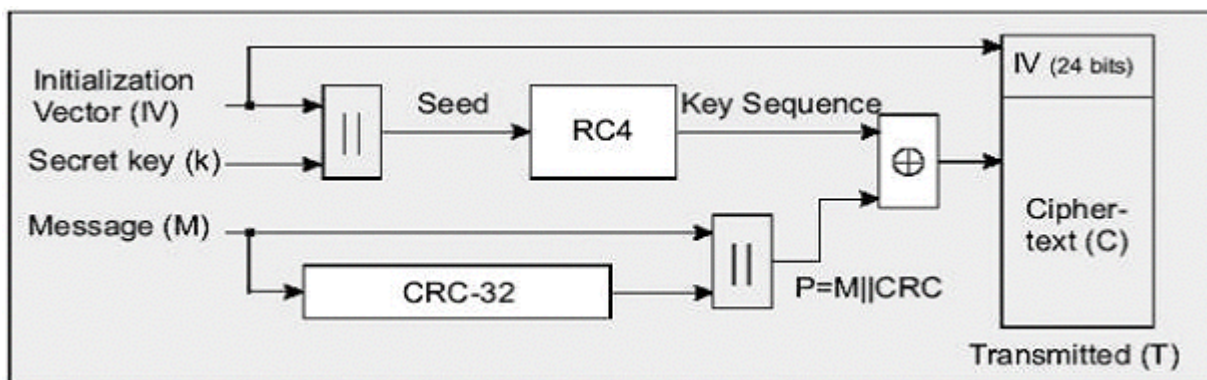 Initialization
Vector (IV)
Secret key (k)
Message (M)
||
Seed
RC4
Key Sequence
CRC-32
||
P=M||CRC
⊕
IV (24 bits)
Cipher-
text (C)
Transmitted (T)